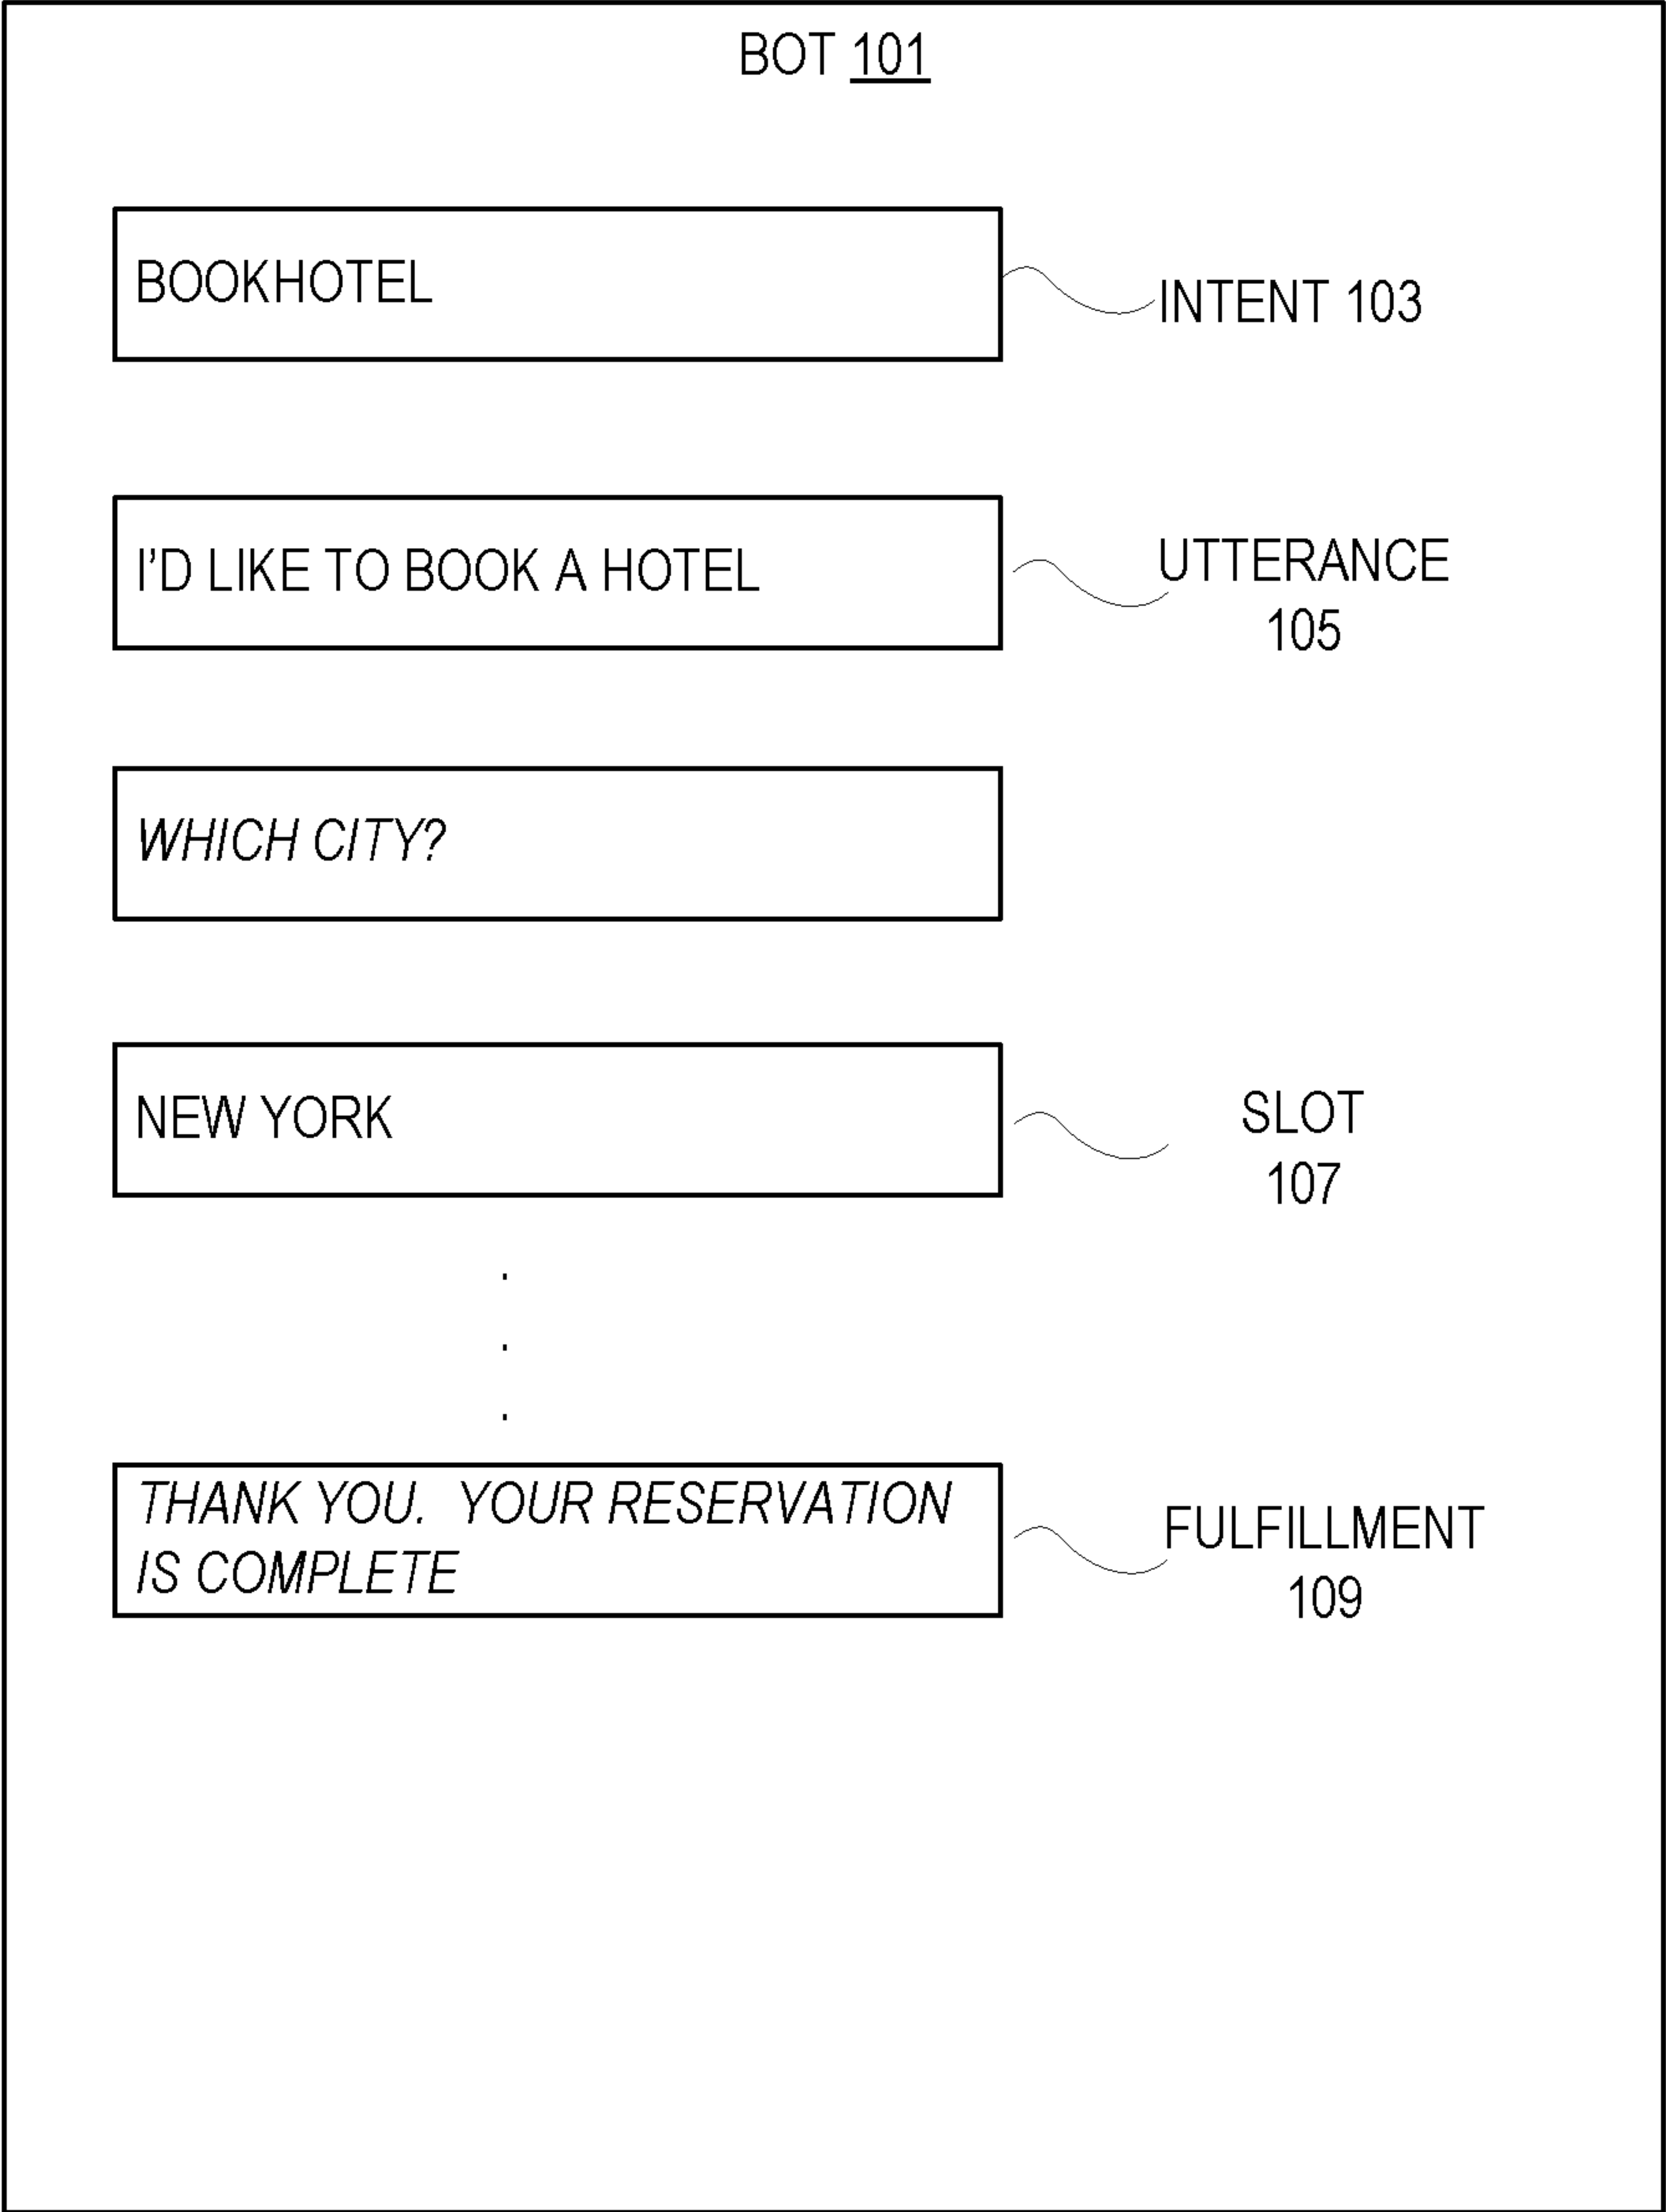 BOT 101
BOOKHOTEL
INTENT 103
I'D LIKE TO BOOK A HOTEL
UTTERANCE
105
WHICH CITY?
NEW YORK
SLOT
107
.
.
.
THANK YOU. YOUR RESERVATION
IS COMPLETE
FULFILLMENT
109